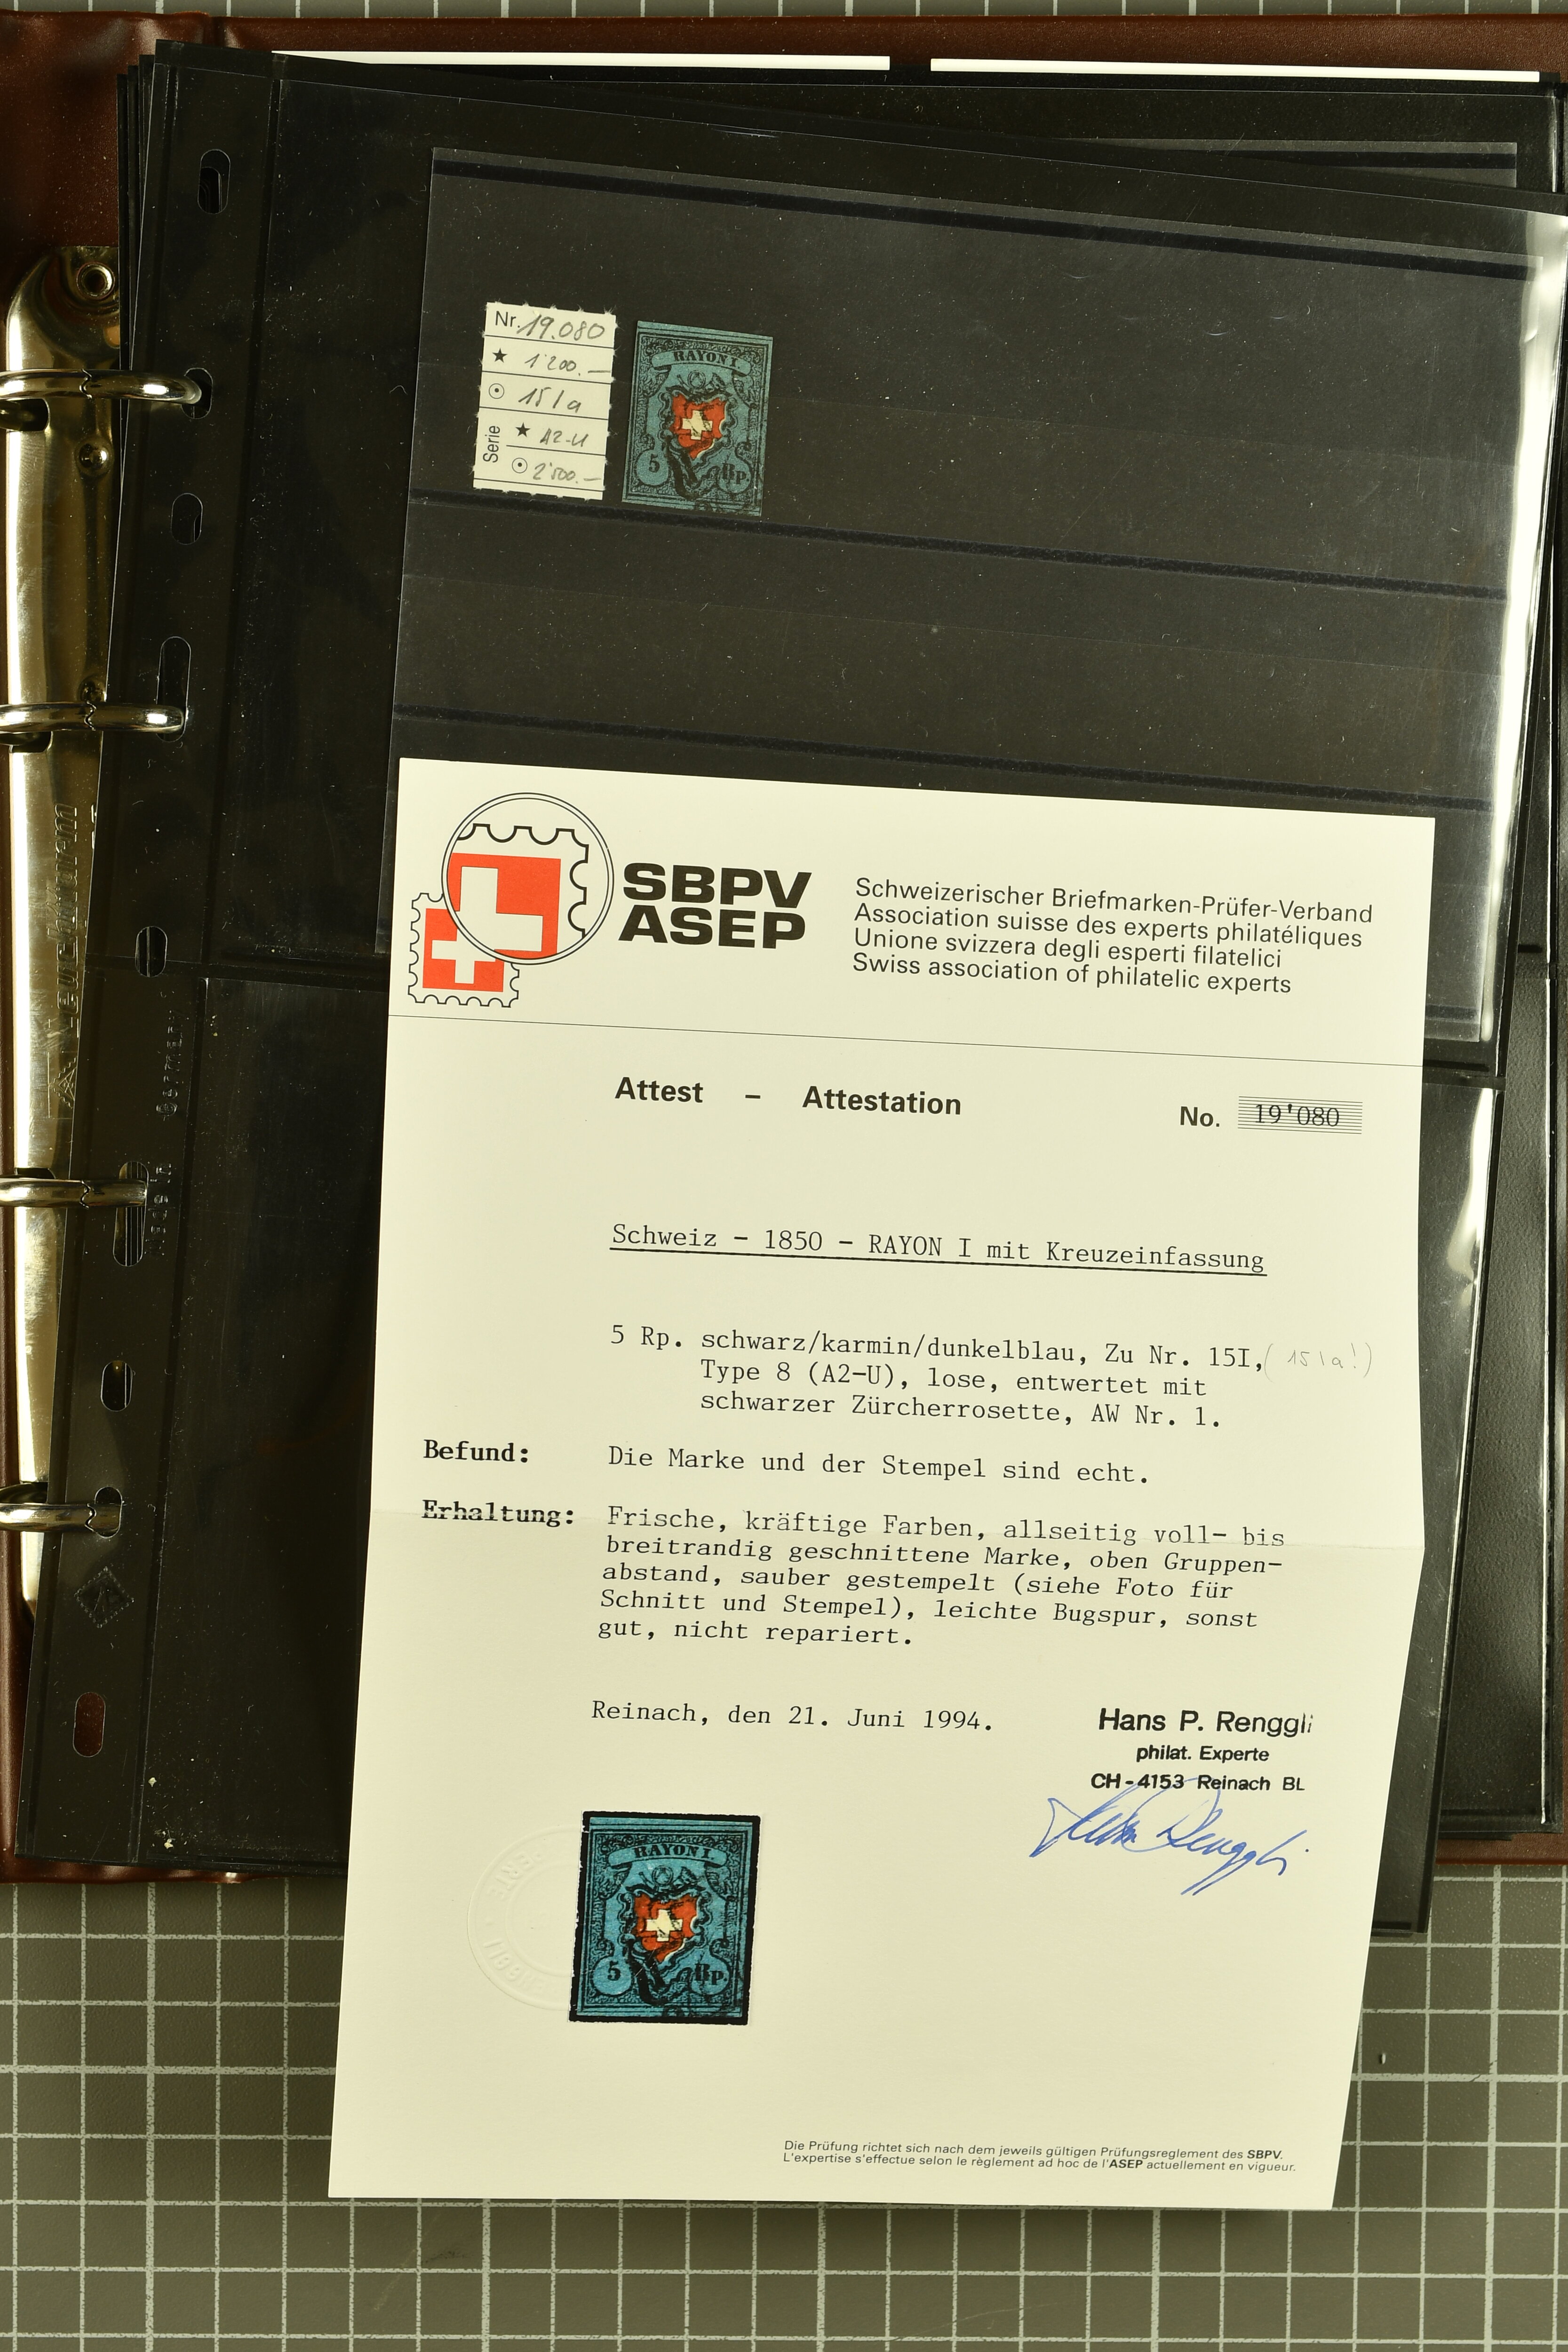 Nr. 19.080
★ 1'200.—
⊙ 15 I a
Serie ★ A2-U
⊙ 2'500.—
RAYON I.
5 Rp.
SBPV
ASEP
Schweizerischer Briefmarken-Prüfer-Verband
Association suisse des experts philatéliques
Unione svizzera degli esperti filatelici
Swiss association of philatelic experts
Attest – Attestation
No. 19'080
Schweiz - 1850 - RAYON I mit Kreuzeinfassung
5 Rp. schwarz/karmin/dunkelblau, Zu Nr. 15I, (15 I a!)
Type 8 (A2-U), lose, entwertet mit
schwarzer Zürcherrosette, AW Nr. 1.
Befund: Die Marke und der Stempel sind echt.
Erhaltung: Frische, kräftige Farben, allseitig voll- bis
breitrandig geschnittene Marke, oben Gruppen-
abstand, sauber gestempelt (siehe Foto für
Schnitt und Stempel), leichte Bugspur, sonst
gut, nicht repariert.
Reinach, den 21. Juni 1994.
Hans P. Renggli
philat. Experte
CH-4153 Reinach BL
Hans Renggli
RAYON I.
5 Rp.
Die Prüfung richtet sich nach dem jeweils gültigen Prüfungsreglement des SBPV.
L'expertise s'effectue selon le règlement ad hoc de l'ASEP actuellement en vigueur.
Leuchtturm
Made in Germany